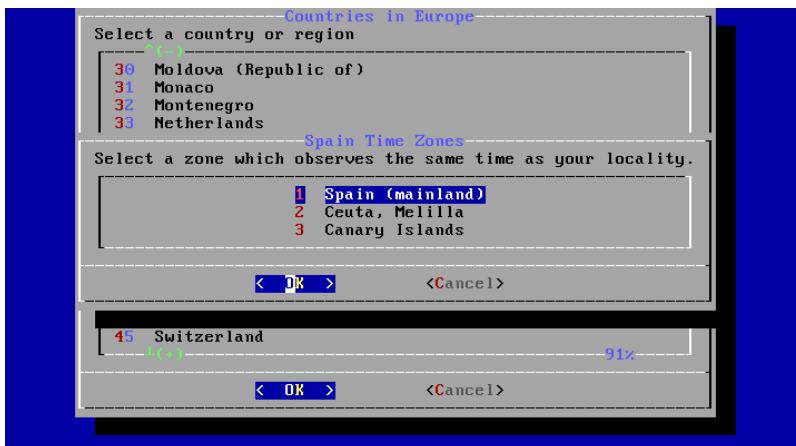 Countries in Europe
Select a country or region
^(-)
30 Moldova (Republic of)
31 Monaco
32 Montenegro
33 Netherlands
Spain Time Zones
Select a zone which observes the same time as your locality.
1 Spain (mainland)
2 Ceuta, Melilla
3 Canary Islands
< OK > <Cancel>
45 Switzerland
┴(+) 91%
< OK > <Cancel>